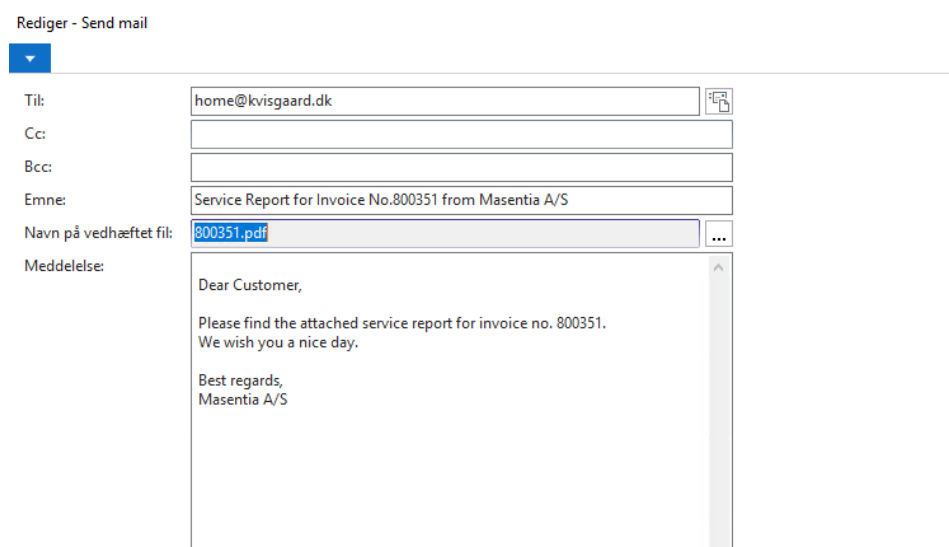 Rediger - Send mail
Til: home@kvisgaard.dk
Cc:
Bcc:
Emne: Service Report for Invoice No.800351 from Masentia A/S
Navn på vedhæftet fil: 800351.pdf ...
Meddelelse:
Dear Customer,
Please find the attached service report for invoice no. 800351.
We wish you a nice day.
Best regards,
Masentia A/S